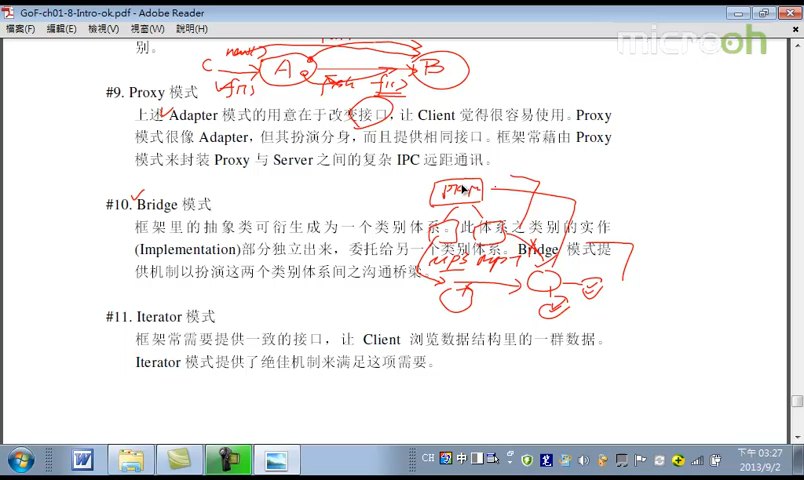 GoF-ch01-8-Intro-ok.pdf - Adobe Reader
檔案(F) 編輯(E) 檢視(V) 視窗(W) 說明(H)
microoh
别。
C A B
f()
f()
#9. Proxy 模式
上述 Adapter 模式的用意在于改变接口，让 Client 觉得很容易使用。Proxy
模式很像 Adapter，但其扮演分身，而且提供相同接口。框架常藉由 Proxy
模式来封装 Proxy 与 Server 之间的复杂 IPC 远距通讯。
#10. Bridge 模式
框架里的抽象类可衍生成为一个类别体系。此体系之类别的实作
(Implementation)部分独立出来，委托给另一个类别体系。Bridge 模式提
供机制以扮演这两个类别体系间之沟通桥梁。
mp3 mp4
#11. Iterator 模式
框架常需要提供一致的接口，让 Client 浏览数据结构里的一群数据。
Iterator 模式提供了绝佳机制来满足这项需要。
CH 中
下午 03:27
2013/9/2